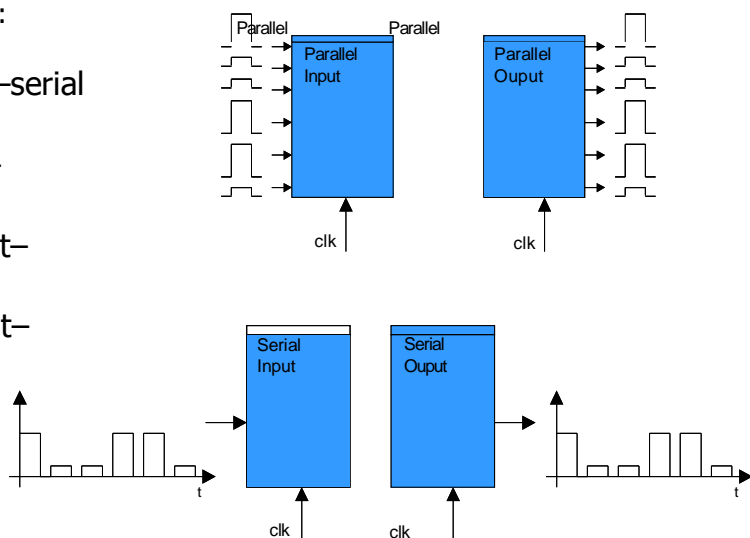 :
–serial
t–
t–
Parallel
Parallel
Parallel
Input
Parallel
Ouput
clk
clk
Serial
Input
Serial
Ouput
t
t
clk
clk